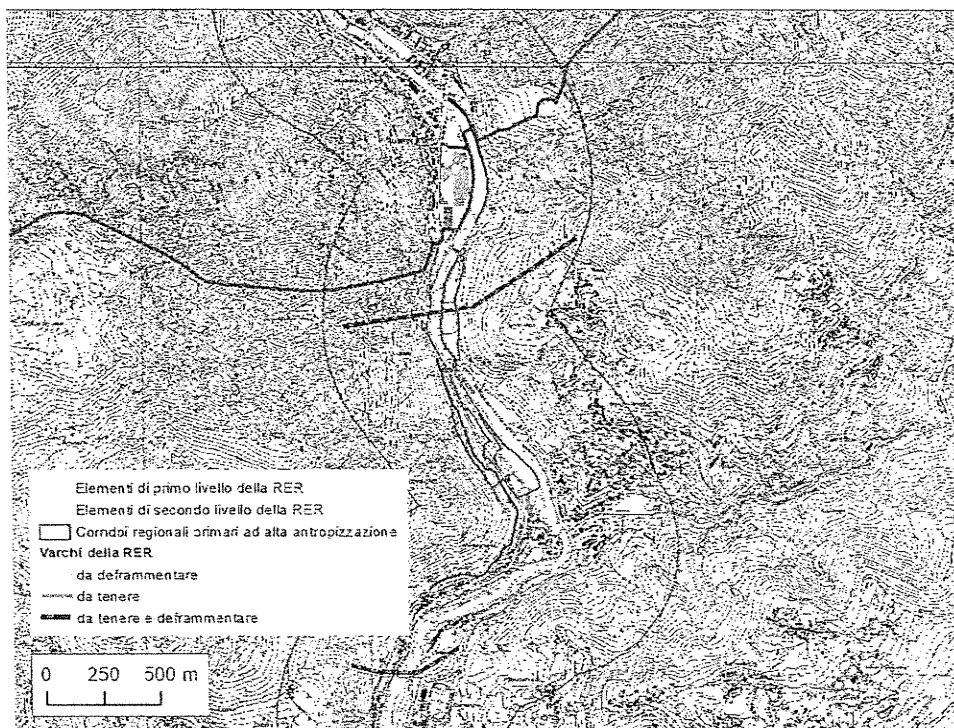 Elementi di primo livello della RER
Elementi di secondo livello della RER
Corridoi regionali primari ad alta antropizzazione
Varchi della RER
da deframmentare
da tenere
da tenere e deframmentare
0 250 500 m